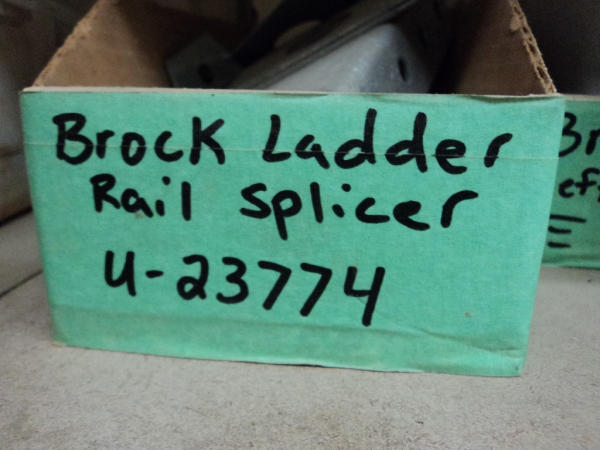 Brock Ladder
Rail Splicer
U-23774